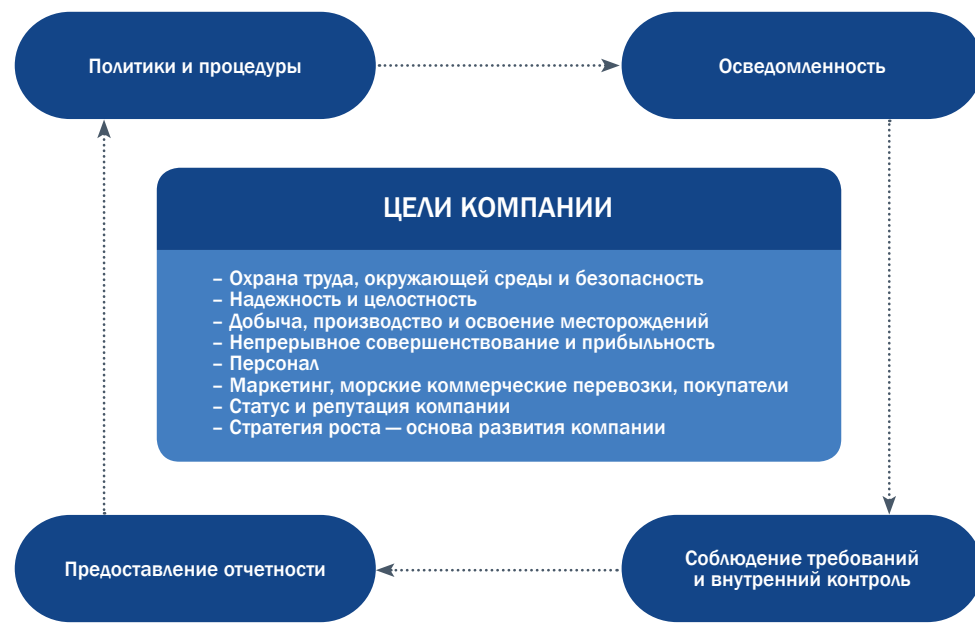 Политики и процедуры
Осведомленность
ЦЕЛИ КОМПАНИИ
– Охрана труда, окружающей среды и безопасность
– Надежность и целостность
– Добыча, производство и освоение месторождений
– Непрерывное совершенствование и прибыльность
– Персонал
– Маркетинг, морские коммерческие перевозки, покупатели
– Статус и репутация компании
– Стратегия роста — основа развития компании
Предоставление отчетности
Соблюдение требований
и внутренний контроль